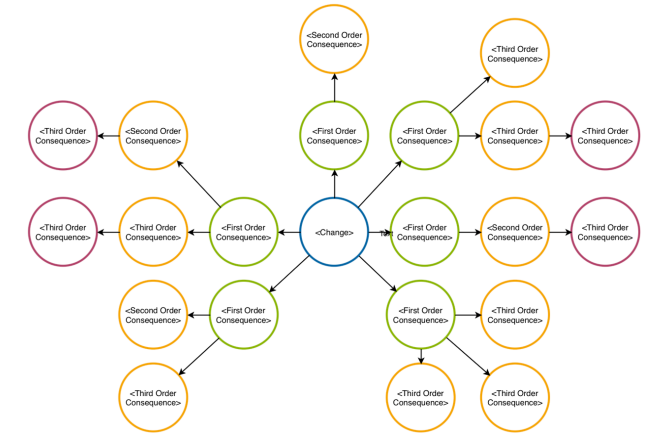 <Second Order
Consequence>
<Third Order
Consequence>
<Third Order
Consequence>
<Second Order
Consequence>
<First Order
Consequence>
<First Order
Consequence>
<Third Order
Consequence>
<Third Order
Consequence>
<Third Order
Consequence>
<Third Order
Consequence>
<First Order
Consequence>
<Change>
Text
<First Order
Consequence>
<Second Order
Consequence>
<Third Order
Consequence>
<Second Order
Consequence>
<First Order
Consequence>
<First Order
Consequence>
<Third Order
Consequence>
<Third Order
Consequence>
<Third Order
Consequence>
<Third Order
Consequence>